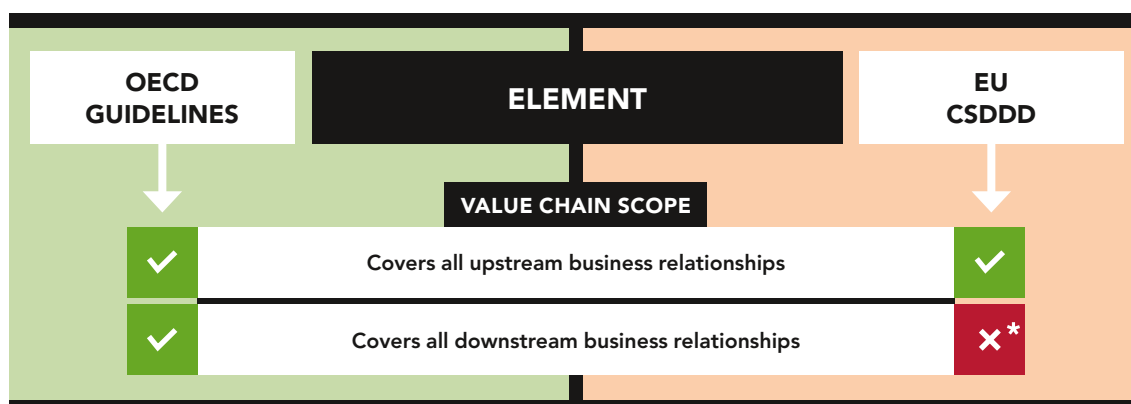 OECD
GUIDELINES
ELEMENT
EU
CSDDD
VALUE CHAIN SCOPE
Covers all upstream business relationships
Covers all downstream business relationships
*